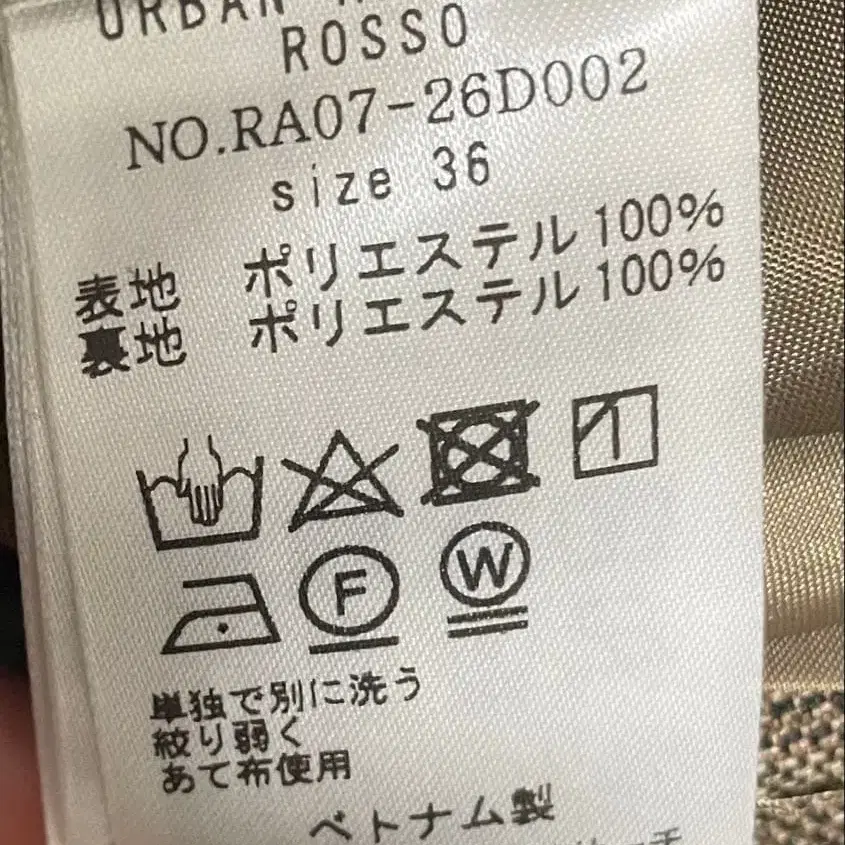 URBAN
ROSSO
NO.RA07-26D002
size 36
表地 ポリエステル100%
裏地 ポリエステル100%
F W
単独で別に洗う
絞り弱く
あて布使用
ベトナム製